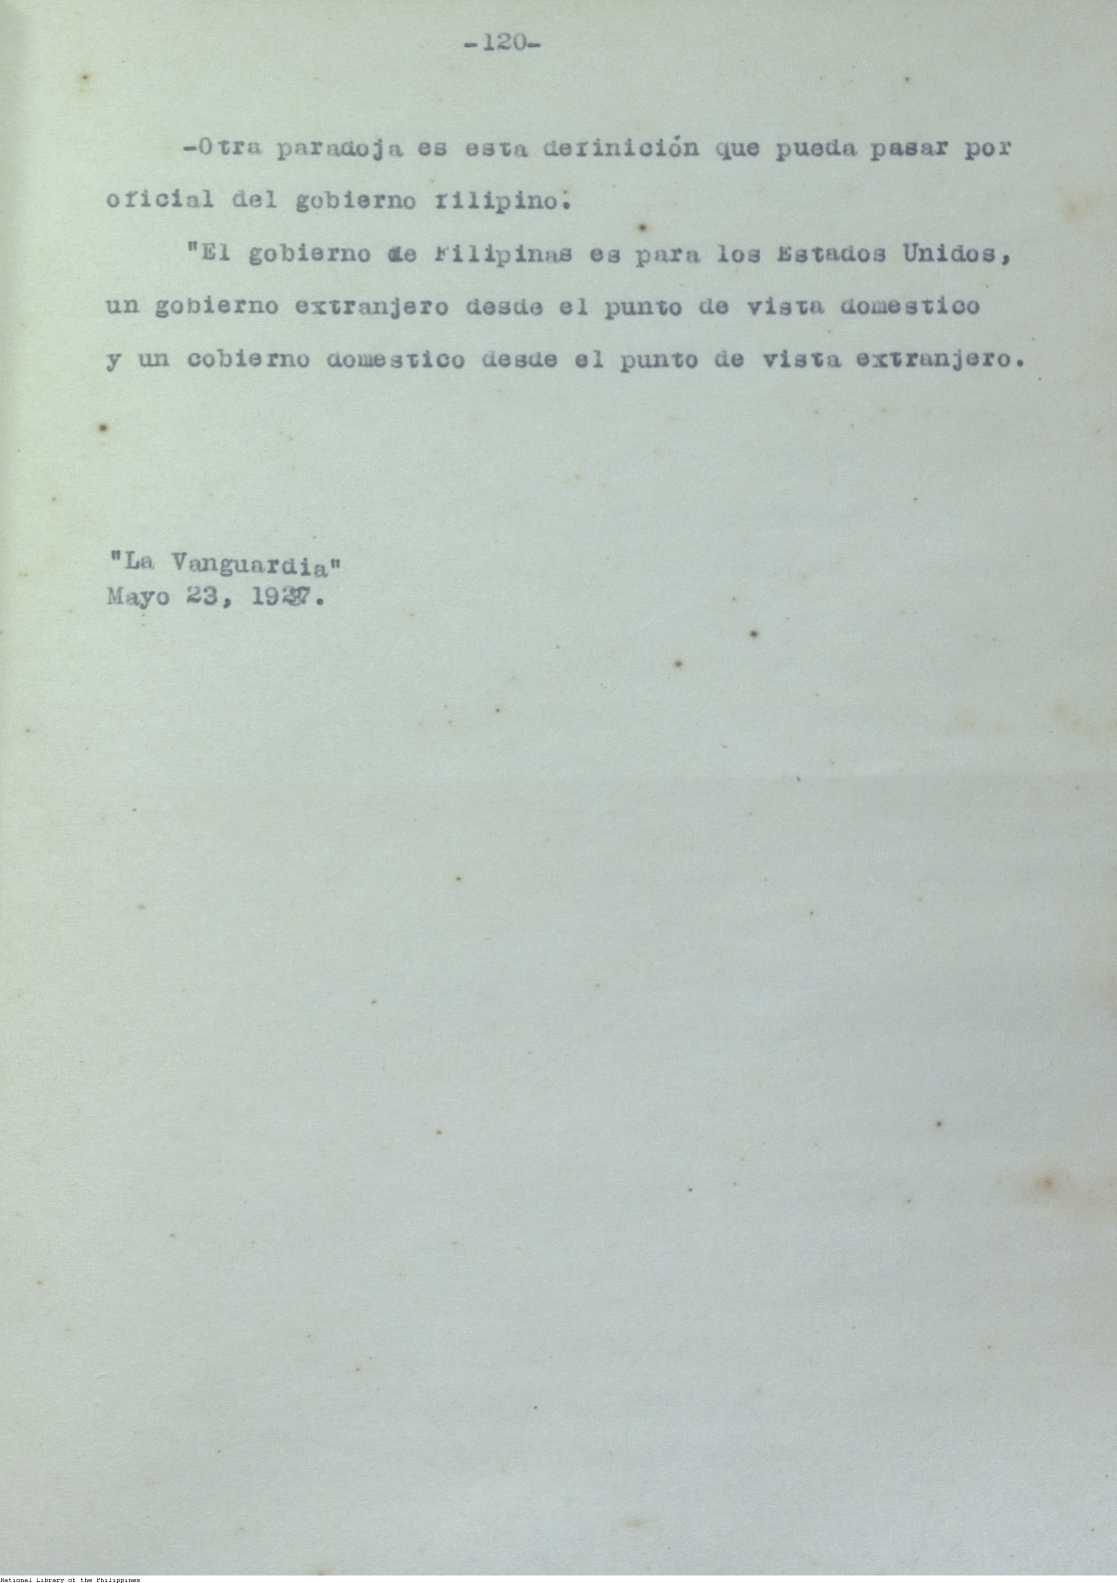 -120-
-Otra paradoja es esta definición que pueda pasar por
oficial del gobierno filipino:
"El gobierno de Filipinas es para los Estados Unidos,
un gobierno extranjero desde el punto de vista domestico
y un cobierno domestico desde el punto de vista extranjero.
"La Vanguardia"
Mayo 23, 1927.
National Library of the Philippines